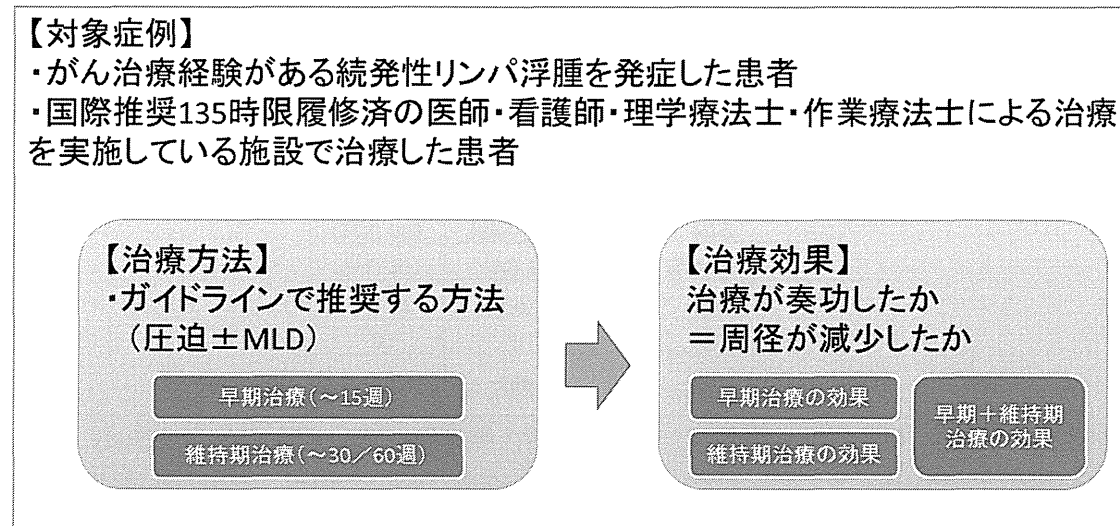 【対象症例】
・がん治療経験がある続発性リンパ浮腫を発症した患者
・国際推奨135時限履修済の医師・看護師・理学療法士・作業療法士による治療
を実施している施設で治療した患者
【治療方法】
・ガイドラインで推奨する方法
（圧迫±MLD）
早期治療（～15週）
維持期治療（～30／60週）
【治療効果】
治療が奏功したか
＝周径が減少したか
早期治療の効果
維持期治療の効果
早期＋維持期
治療の効果